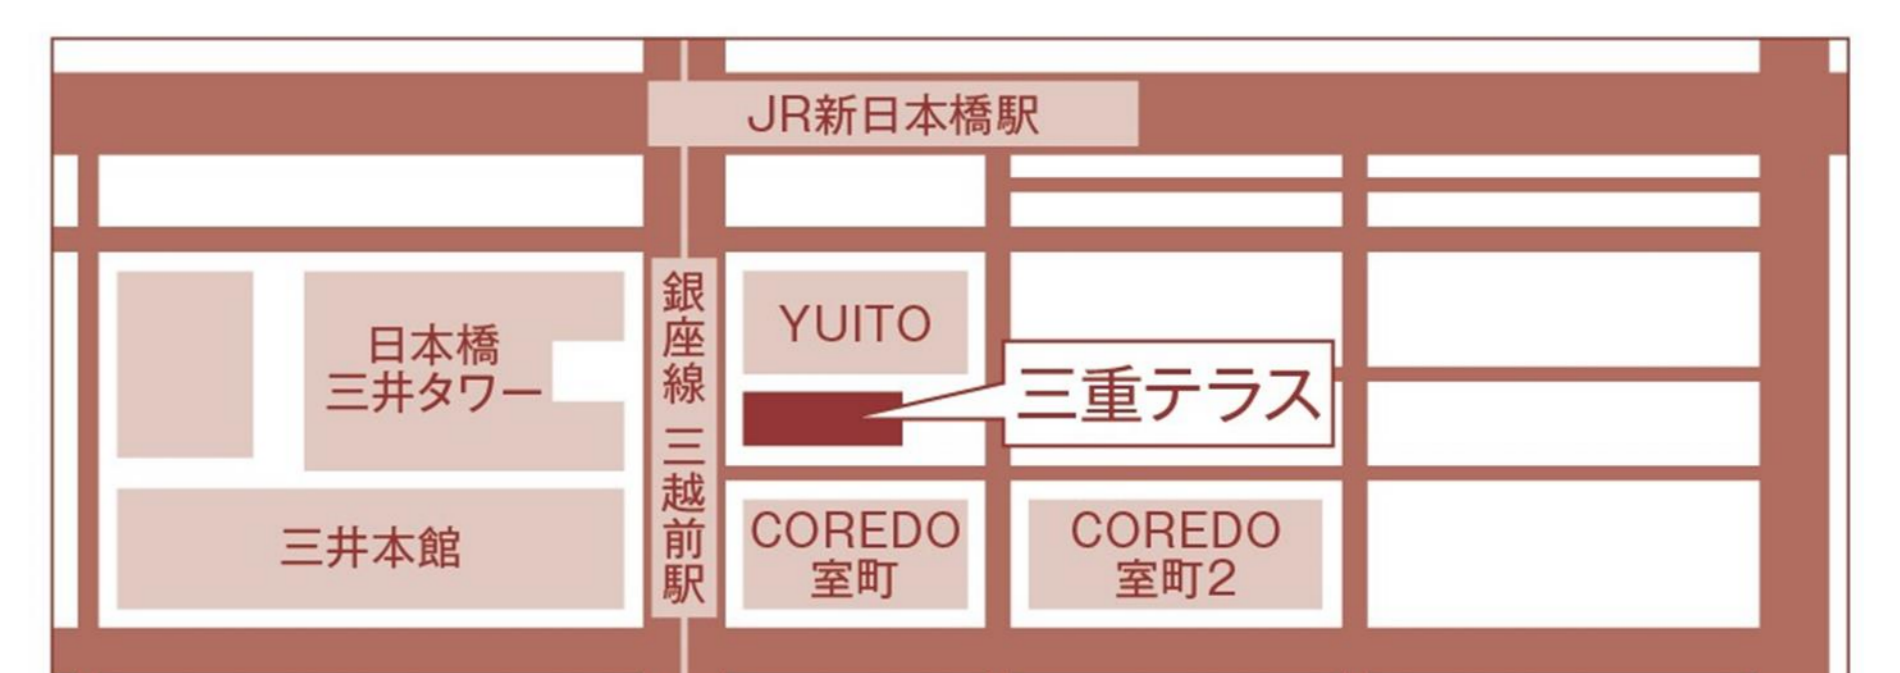 JR新日本橋駅
銀座線 三越前駅
YUITO
日本橋
三井タワー
三重テラス
三井本館
COREDO
室町
COREDO
室町2